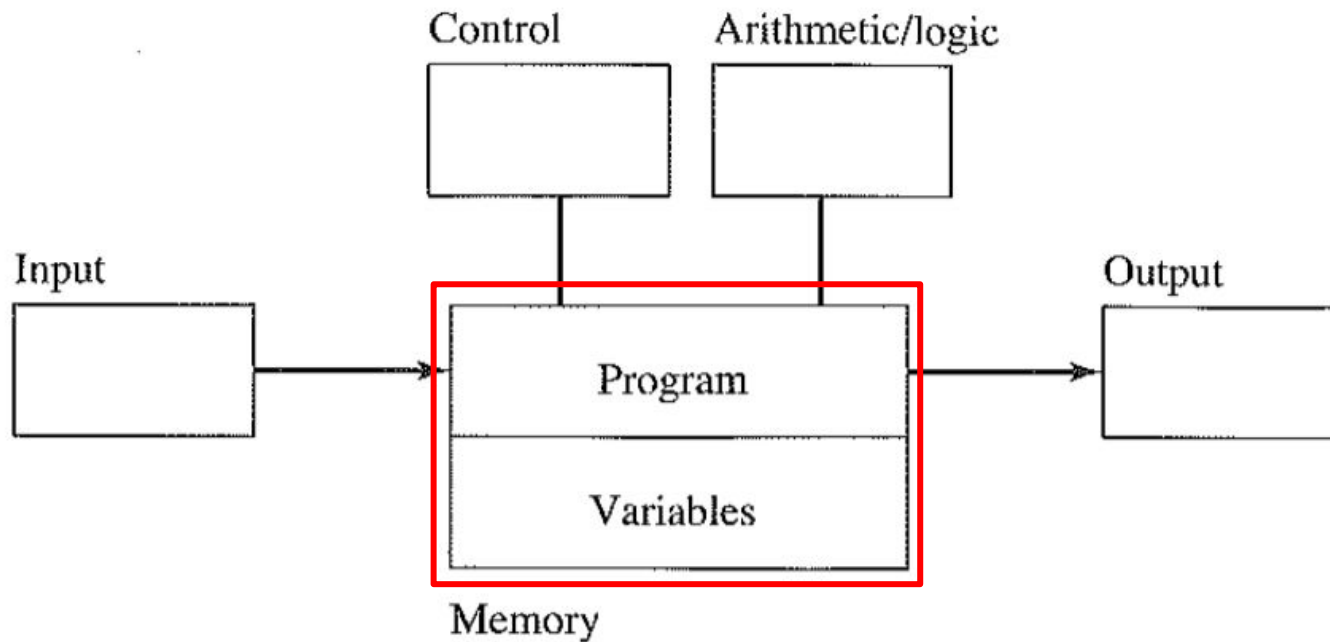 Control
Arithmetic/logic
Input
Output
Program
Variables
Memory